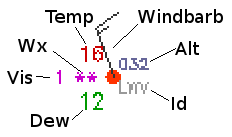 Temp Windbarb
Wx 16 032 Alt
Vis 1 ** LWV
12 Id
Dew